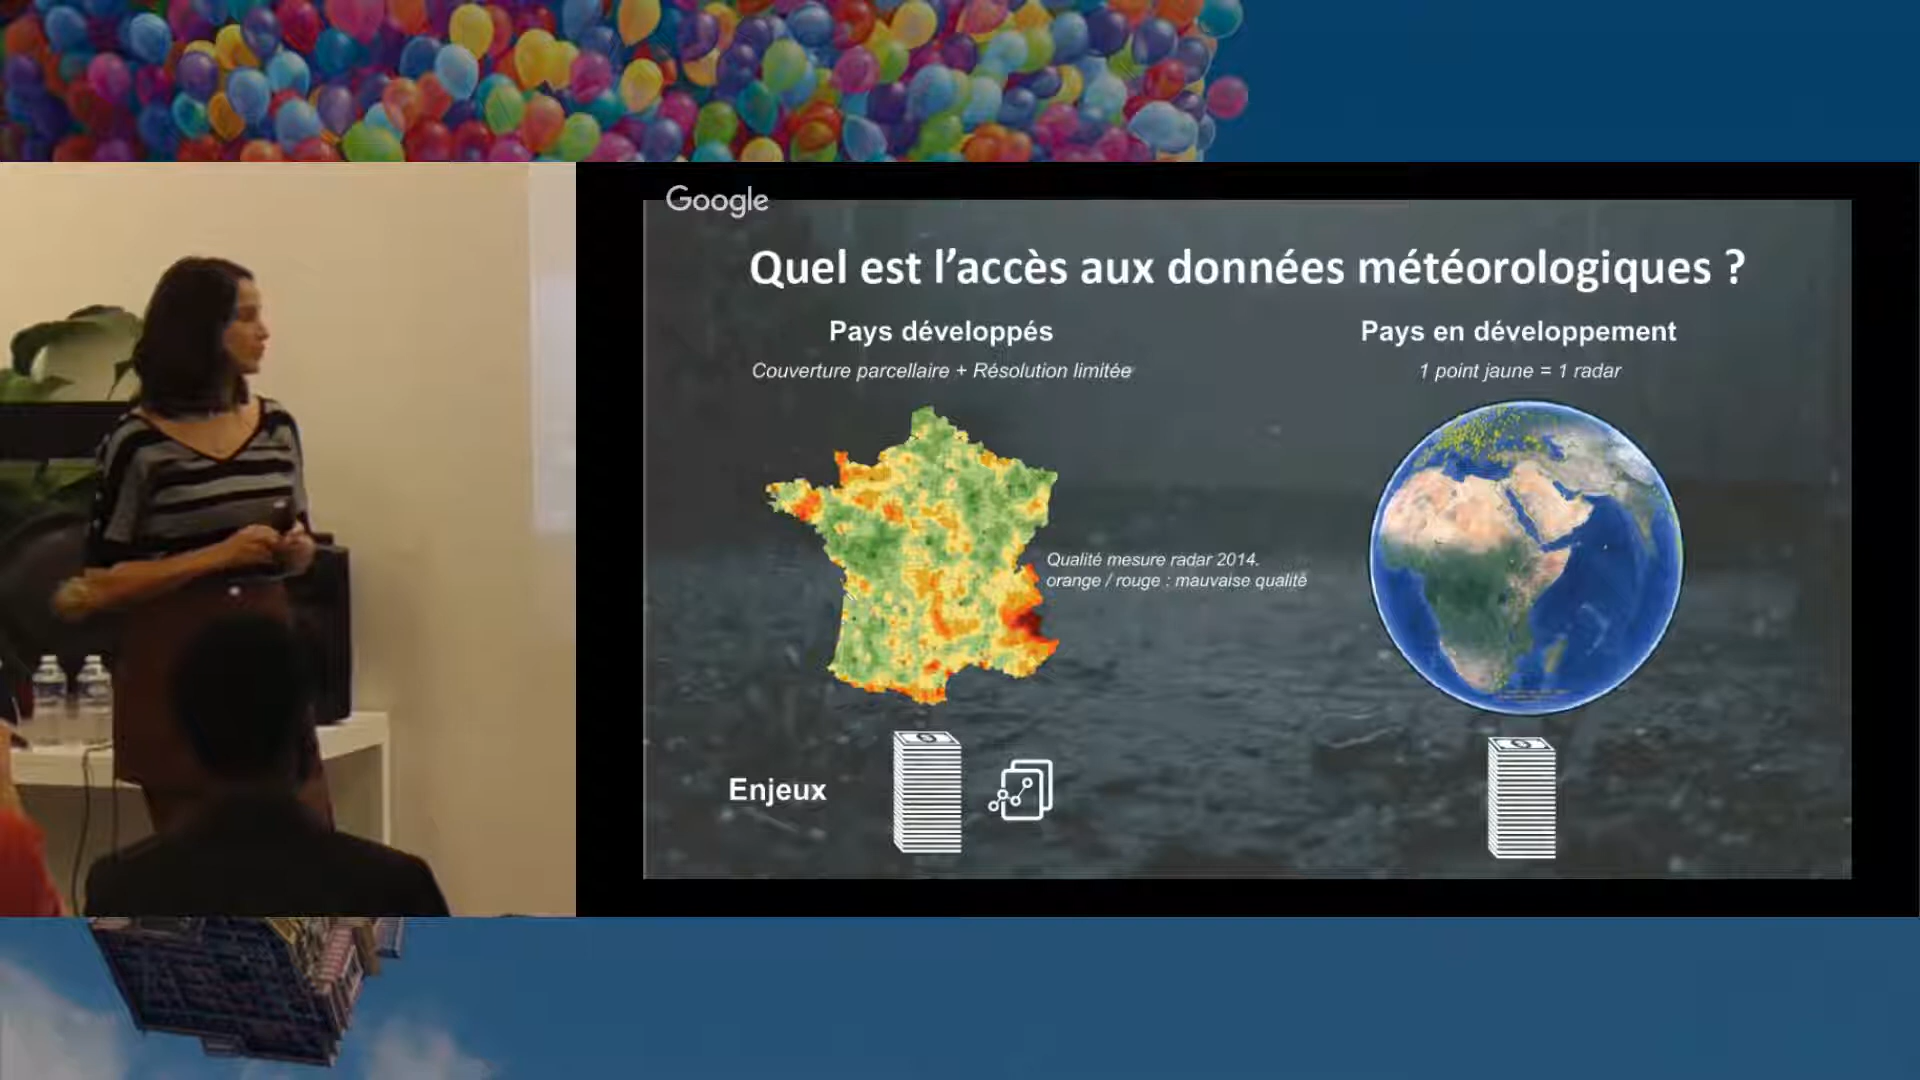 Google
Quel est l'accès aux données météorologiques ?
Pays développés
Couverture parcellaire + Résolution limitée
Pays en développement
1 point jaune = 1 radar
Qualité mesure radar 2014.
orange / rouge : mauvaise qualité
Enjeux